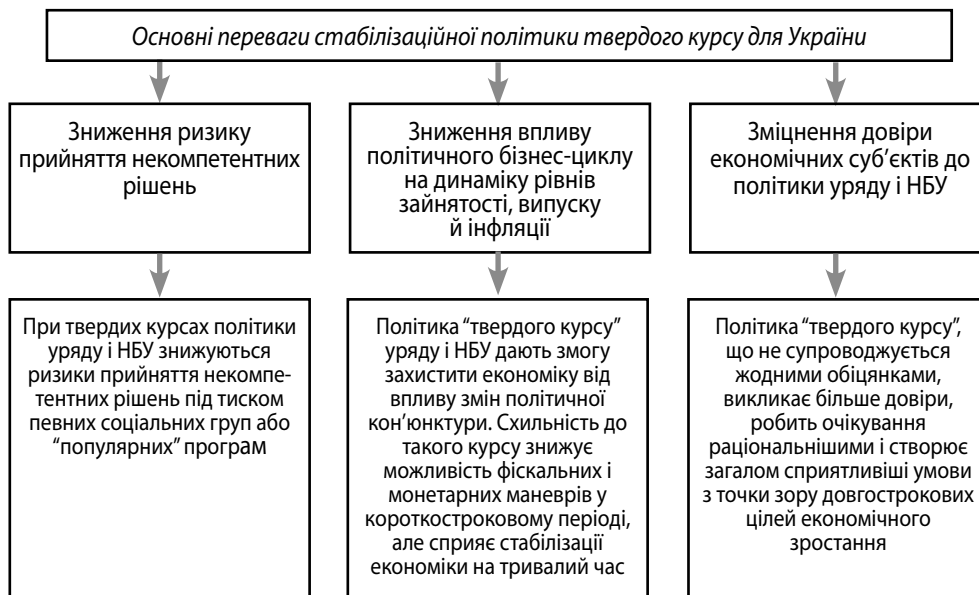 Основні переваги стабілізаційної політики твердого курсу для України
Зниження ризику
прийняття некомпетентних
рішень
Зниження впливу
політичного бізнес-циклу
на динаміку рівнів
зайнятості, випуску
й інфляції
Зміцнення довіри
економічних суб’єктів до
політики уряду і НБУ
При твердих курсах політики
уряду і НБУ знижуються
ризики прийняття некомпе-
тентних рішень під тиском
певних соціальних груп або
“популярних” програм
Політика “твердого курсу”
уряду і НБУ дають змогу
захистити економіку від
впливу змін політичної
кон’юнктури. Схильність до
такого курсу знижує
можливість фіскальних і
монетарних маневрів у
короткостроковому періоді,
але сприяє стабілізації
економіки на тривалий час
Політика “твердого курсу”,
що не супроводжується
жодними обіцянками,
викликає більше довіри,
робить очікування
раціональнішими і створює
загалом сприятливіші умови
з точки зору довгострокових
цілей економічного
зростання